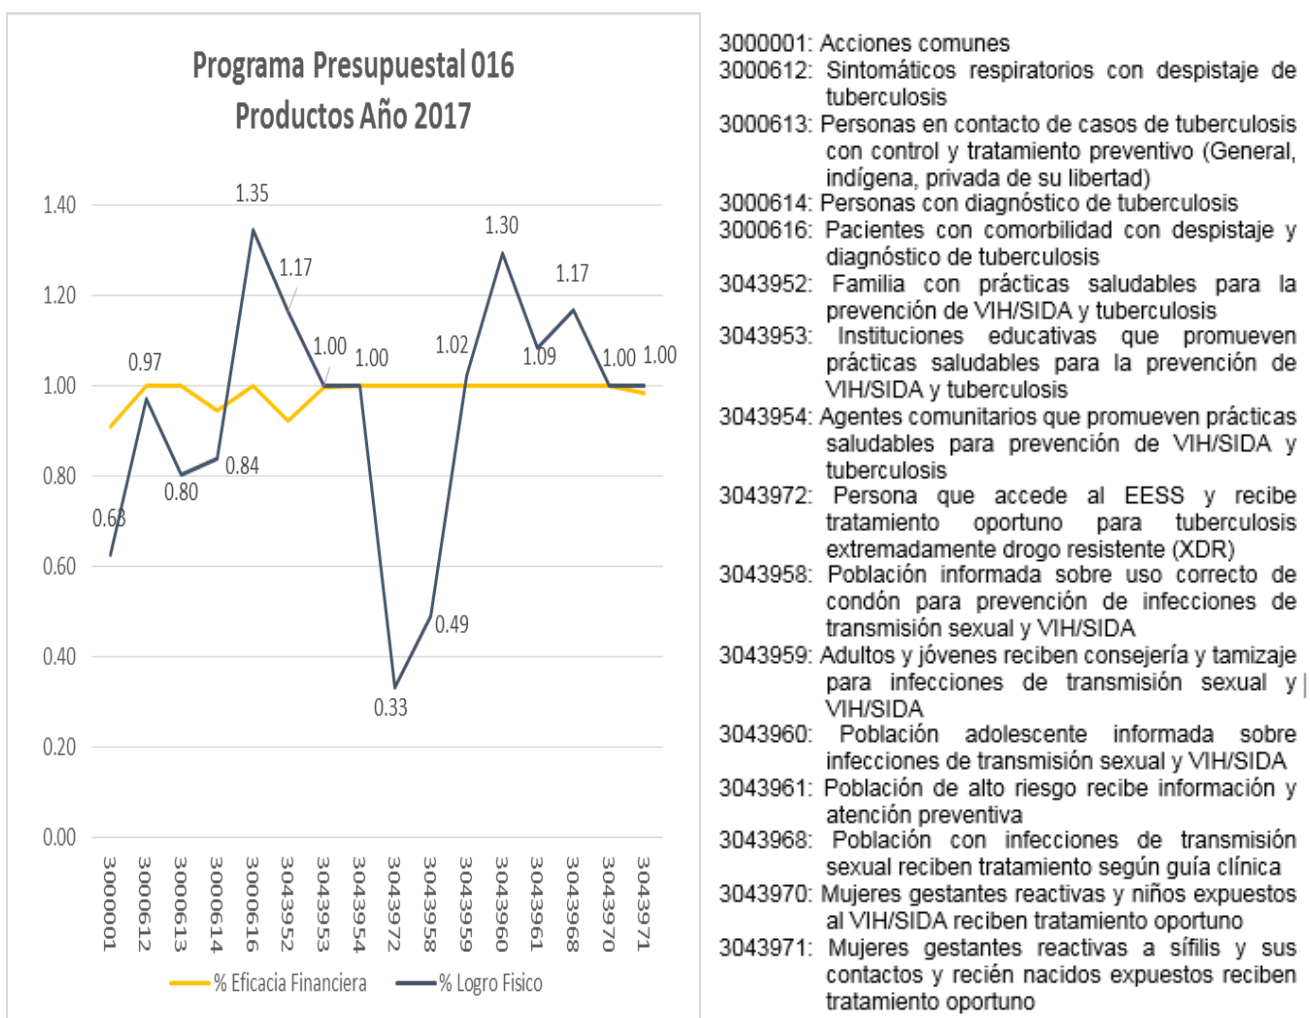 Programa Presupuestal 016
Productos Año 2017
1.40
1.20
1.00
0.80
0.60
0.40
0.20
0.00
0.63
0.97
0.80
0.84
1.35
1.17
1.00
1.00
0.33
0.49
1.02
1.30
1.09
1.17
1.00
1.00
3000001
3000612
3000613
3000614
3000616
3043952
3043953
3043954
3043972
3043958
3043959
3043960
3043961
3043968
3043970
3043971
% Eficacia Financiera
% Logro Fisico
3000001: Acciones comunes
3000612: Sintomáticos respiratorios con despistaje de
tuberculosis
3000613: Personas en contacto de casos de tuberculosis
con control y tratamiento preventivo (General,
indígena, privada de su libertad)
3000614: Personas con diagnóstico de tuberculosis
3000616: Pacientes con comorbilidad con despistaje y
diagnóstico de tuberculosis
3043952: Familia con prácticas saludables para la
prevención de VIH/SIDA y tuberculosis
3043953: Instituciones educativas que promueven
prácticas saludables para la prevención de
VIH/SIDA y tuberculosis
3043954: Agentes comunitarios que promueven prácticas
saludables para prevención de VIH/SIDA y
tuberculosis
3043972: Persona que accede al EESS y recibe
tratamiento oportuno para tuberculosis
extremadamente drogo resistente (XDR)
3043958: Población informada sobre uso correcto de
condón para prevención de infecciones de
transmisión sexual y VIH/SIDA
3043959: Adultos y jóvenes reciben consejería y tamizaje
para infecciones de transmisión sexual y
VIH/SIDA
3043960: Población adolescente informada sobre
infecciones de transmisión sexual y VIH/SIDA
3043961: Población de alto riesgo recibe información y
atención preventiva
3043968: Población con infecciones de transmisión
sexual reciben tratamiento según guía clínica
3043970: Mujeres gestantes reactivas y niños expuestos
al VIH/SIDA reciben tratamiento oportuno
3043971: Mujeres gestantes reactivas a sífilis y sus
contactos y recién nacidos expuestos reciben
tratamiento oportuno